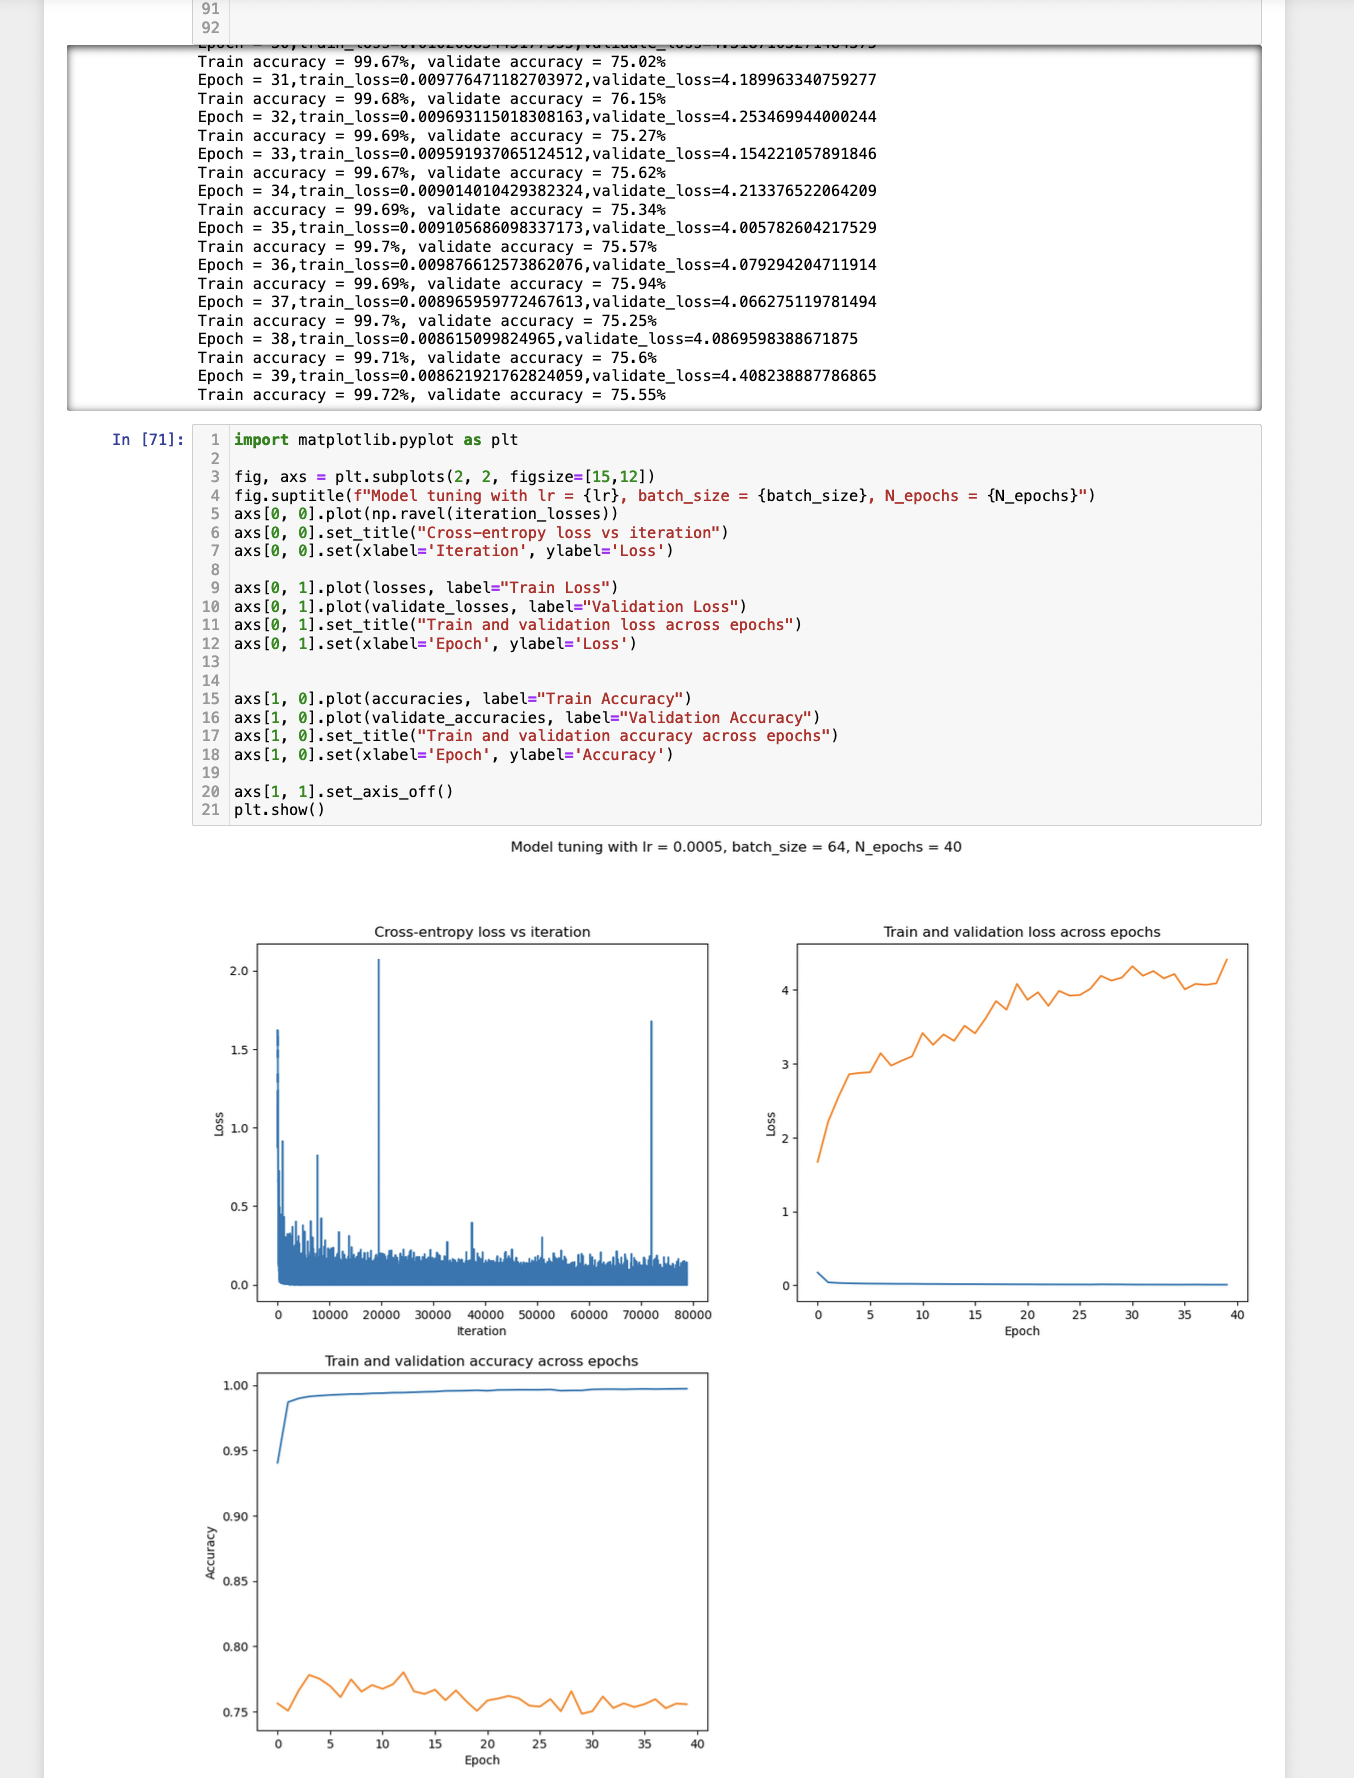 91
92
Train accuracy = 99.67%, validate accuracy = 75.02%
Epoch = 31,train_loss=0.009776471182703972,validate_loss=4.189963340759277
Train accuracy = 99.68%, validate accuracy = 76.15%
Epoch = 32,train_loss=0.009693115018308163,validate_loss=4.253469944000244
Train accuracy = 99.69%, validate accuracy = 75.27%
Epoch = 33,train_loss=0.009591937065124512,validate_loss=4.154221057891846
Train accuracy = 99.67%, validate accuracy = 75.62%
Epoch = 34,train_loss=0.009014010429382324,validate_loss=4.213376522064209
Train accuracy = 99.69%, validate accuracy = 75.34%
Epoch = 35,train_loss=0.009105686098337173,validate_loss=4.005782604217529
Train accuracy = 99.7%, validate accuracy = 75.57%
Epoch = 36,train_loss=0.009876612573862076,validate_loss=4.079294204711914
Train accuracy = 99.69%, validate accuracy = 75.94%
Epoch = 37,train_loss=0.008965959772467613,validate_loss=4.066275119781494
Train accuracy = 99.7%, validate accuracy = 75.25%
Epoch = 38,train_loss=0.008615099824965,validate_loss=4.0869598388671875
Train accuracy = 99.71%, validate accuracy = 75.6%
Epoch = 39,train_loss=0.008621921762824059,validate_loss=4.408238887786865
Train accuracy = 99.72%, validate accuracy = 75.55%
In [71]:
1 import matplotlib.pyplot as plt
2
3 fig, axs = plt.subplots(2, 2, figsize=[15,12])
4 fig.suptitle(f"Model tuning with lr = {lr}, batch_size = {batch_size}, N_epochs = {N_epochs}")
5 axs[0, 0].plot(np.ravel(iteration_losses))
6 axs[0, 0].set_title("Cross-entropy loss vs iteration")
7 axs[0, 0].set(xlabel='Iteration', ylabel='Loss')
8
9 axs[0, 1].plot(losses, label="Train Loss")
10 axs[0, 1].plot(validate_losses, label="Validation Loss")
11 axs[0, 1].set_title("Train and validation loss across epochs")
12 axs[0, 1].set(xlabel='Epoch', ylabel='Loss')
13
14
15 axs[1, 0].plot(accuracies, label="Train Accuracy")
16 axs[1, 0].plot(validate_accuracies, label="Validation Accuracy")
17 axs[1, 0].set_title("Train and validation accuracy across epochs")
18 axs[1, 0].set(xlabel='Epoch', ylabel='Accuracy')
19
20 axs[1, 1].set_axis_off()
21 plt.show()
Model tuning with lr = 0.0005, batch_size = 64, N_epochs = 40
Cross-entropy loss vs iteration
2.0
1.5
1.0
0.5
0.0
Loss
0 10000 20000 30000 40000 50000 60000 70000 80000
Iteration
Train and validation loss across epochs
4
3
2
1
0
Loss
0 5 10 15 20 25 30 35 40
Epoch
Train and validation accuracy across epochs
1.00
0.95
0.90
0.85
0.80
0.75
Accuracy
0 5 10 15 20 25 30 35 40
Epoch